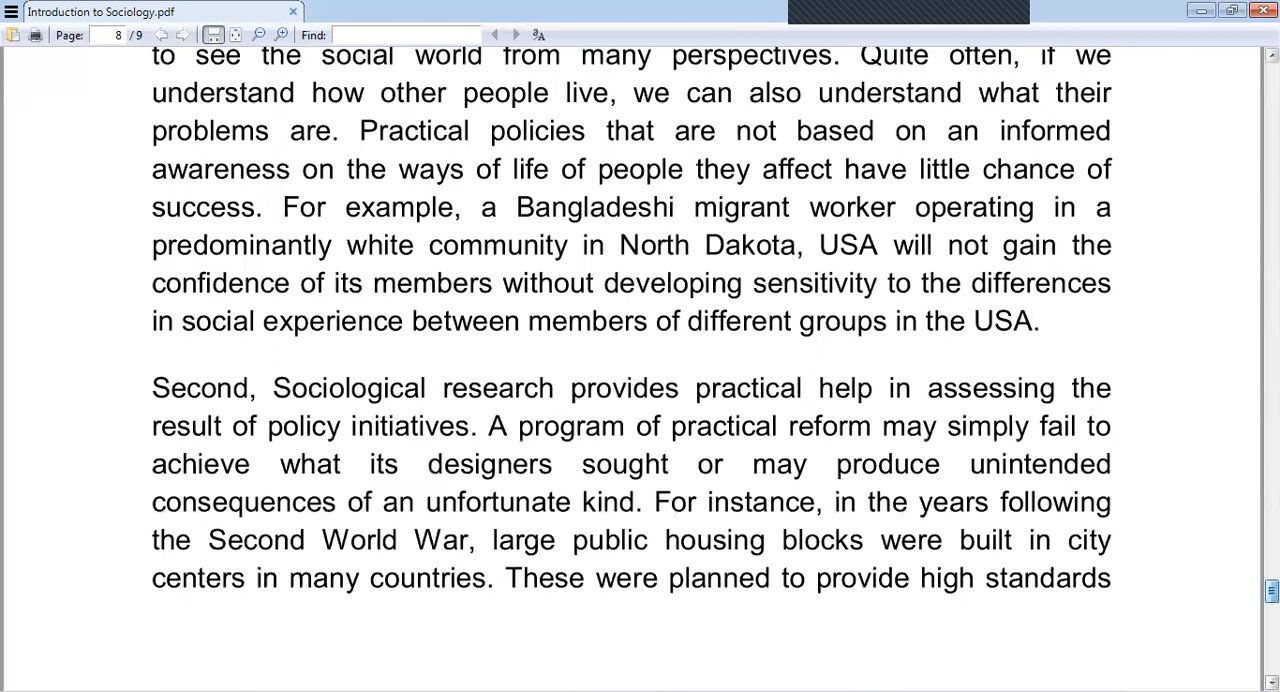 Introduction to Sociology.pdf
Page: 8 / 9 Find:
to see the social world from many perspectives. Quite often, if we
understand how other people live, we can also understand what their
problems are. Practical policies that are not based on an informed
awareness on the ways of life of people they affect have little chance of
success. For example, a Bangladeshi migrant worker operating in a
predominantly white community in North Dakota, USA will not gain the
confidence of its members without developing sensitivity to the differences
in social experience between members of different groups in the USA.
Second, Sociological research provides practical help in assessing the
result of policy initiatives. A program of practical reform may simply fail to
achieve what its designers sought or may produce unintended
consequences of an unfortunate kind. For instance, in the years following
the Second World War, large public housing blocks were built in city
centers in many countries. These were planned to provide high standards